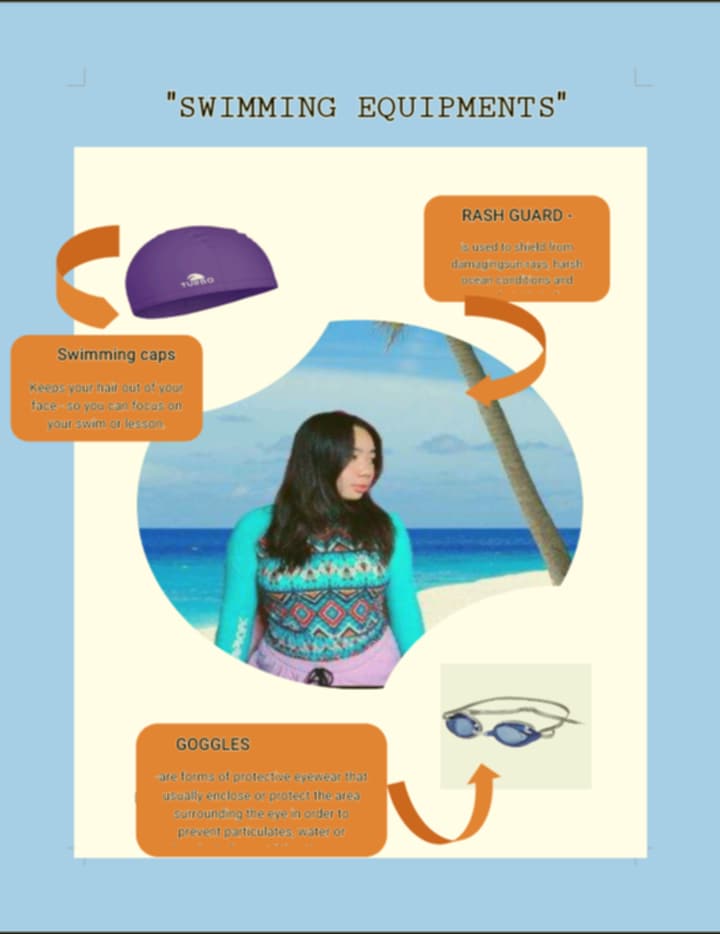 "SWIMMING EQUIPMENTS"
RASH GUARD -
is used to shield from
damagingsun rays, harsh
ocean conditions and
TURBO
Swimming caps
Keeps your hair out of your
face - so you can focus on
your swim or lesson.
GOGGLES
-are forms of protective eyewear that
usually enclose or protect the area
surrounding the eye in order to
prevent particulates, water or